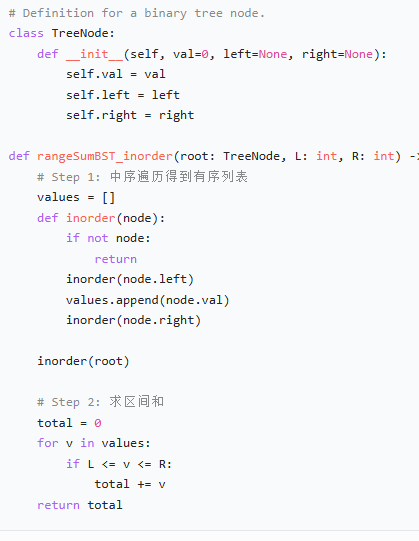 # Definition for a binary tree node.
class TreeNode:
    def __init__(self, val=0, left=None, right=None):
        self.val = val
        self.left = left
        self.right = right

def rangeSumBST_inorder(root: TreeNode, L: int, R: int) -
    # Step 1: 中序遍历得到有序列表
    values = []
    def inorder(node):
        if not node:
            return
        inorder(node.left)
        values.append(node.val)
        inorder(node.right)

    inorder(root)

    # Step 2: 求区间和
    total = 0
    for v in values:
        if L <= v <= R:
            total += v
    return total